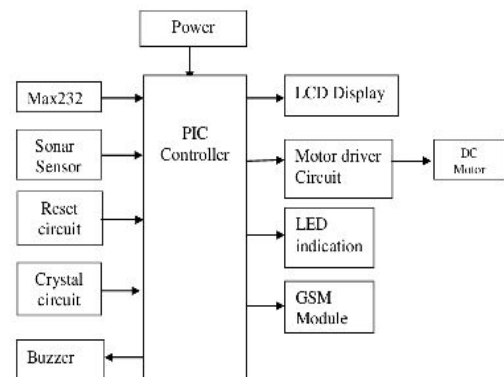 Power
Max232
Sonar
Sensor
Reset
circuit
Crystal
circuit
Buzzer
PIC
Controller
LCD Display
Motor driver
Circuit
DC
Motor
LED
indication
GSM
Module